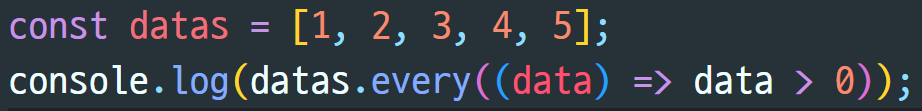 const datas = [1, 2, 3, 4, 5];
console.log(datas.every((data) => data > 0));